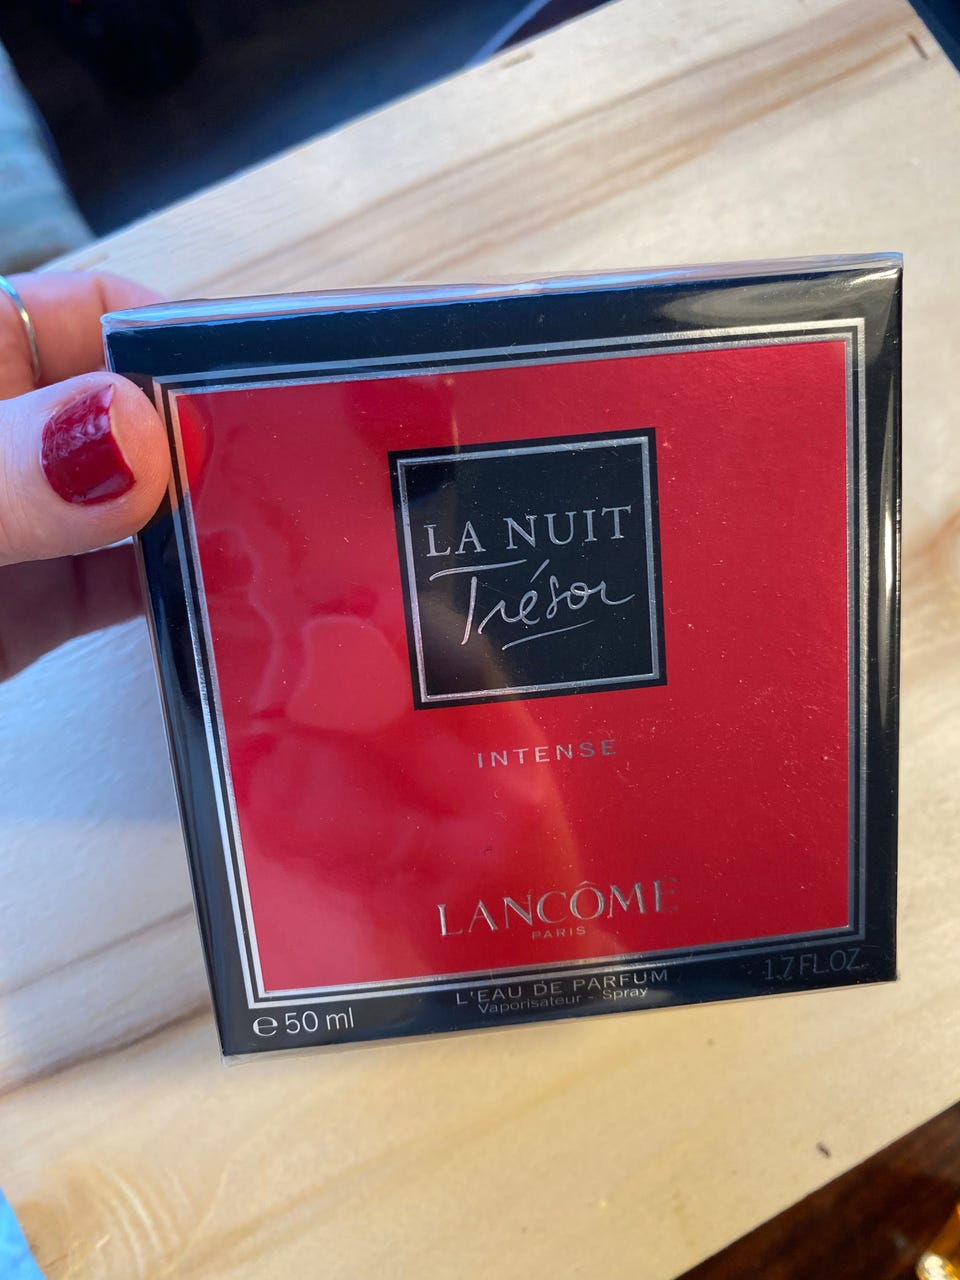 LA NUIT
Trésor
INTENSE
LANCÔME
PARIS
L'EAU DE PARFUM
Vaporisateur - Spray
1.7 FL.OZ.
℮ 50 ml